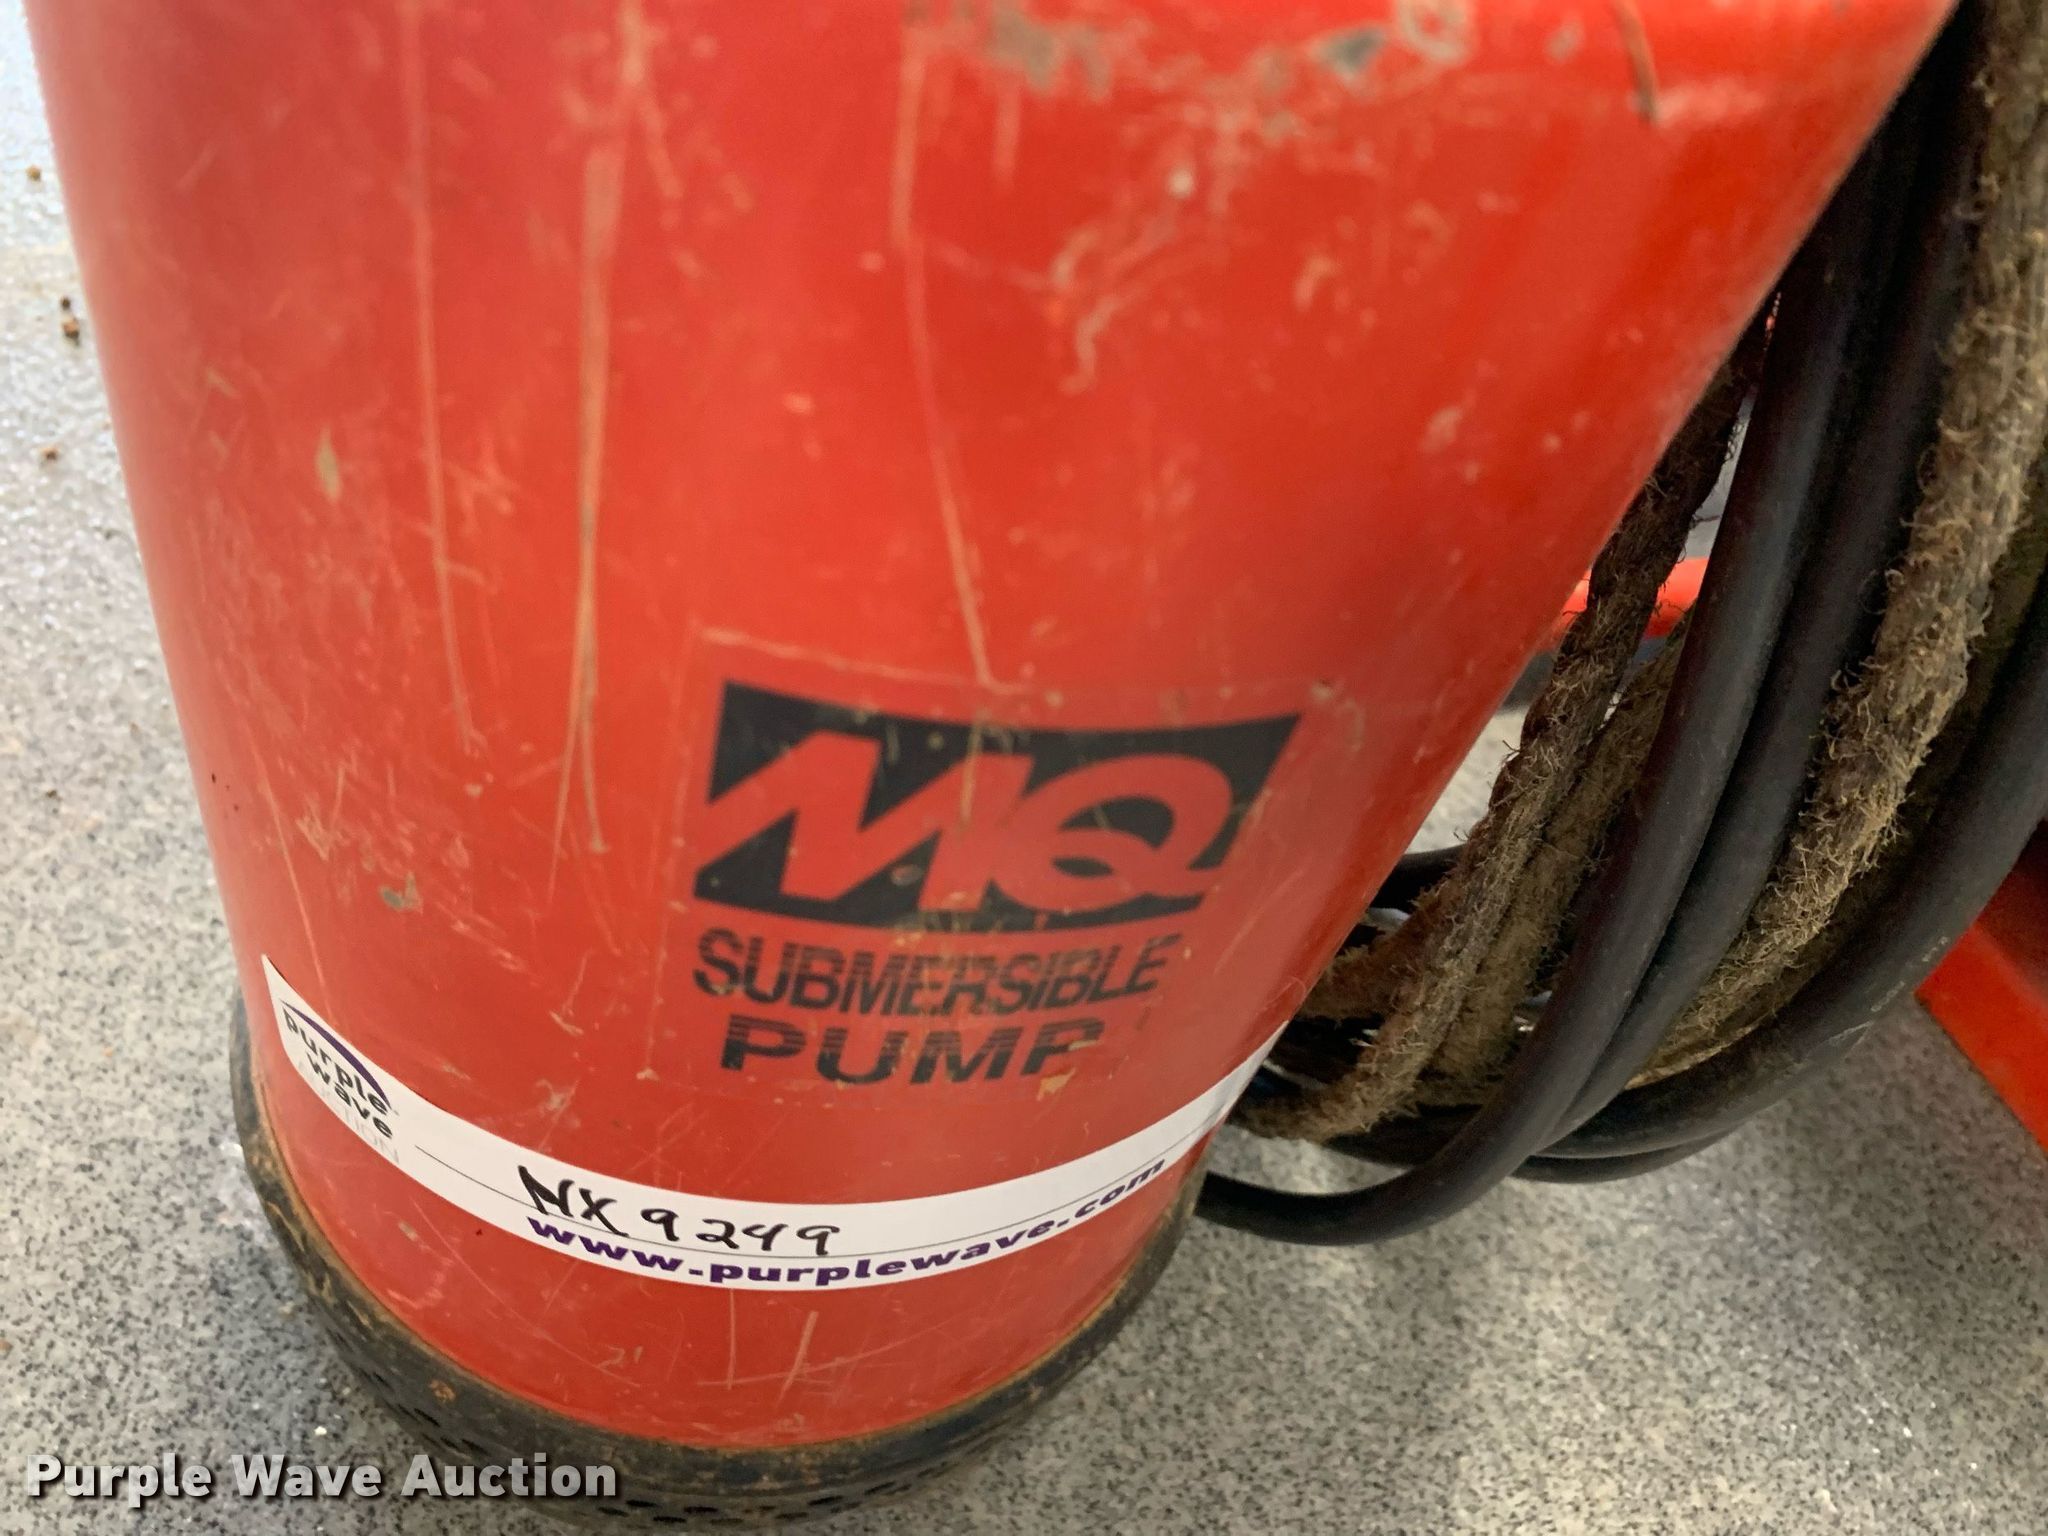 MQ
SUBMERSIBLE
PUMP
purple
wave
AUCTION
NX9249
www.purplewave.com
Purple Wave Auction